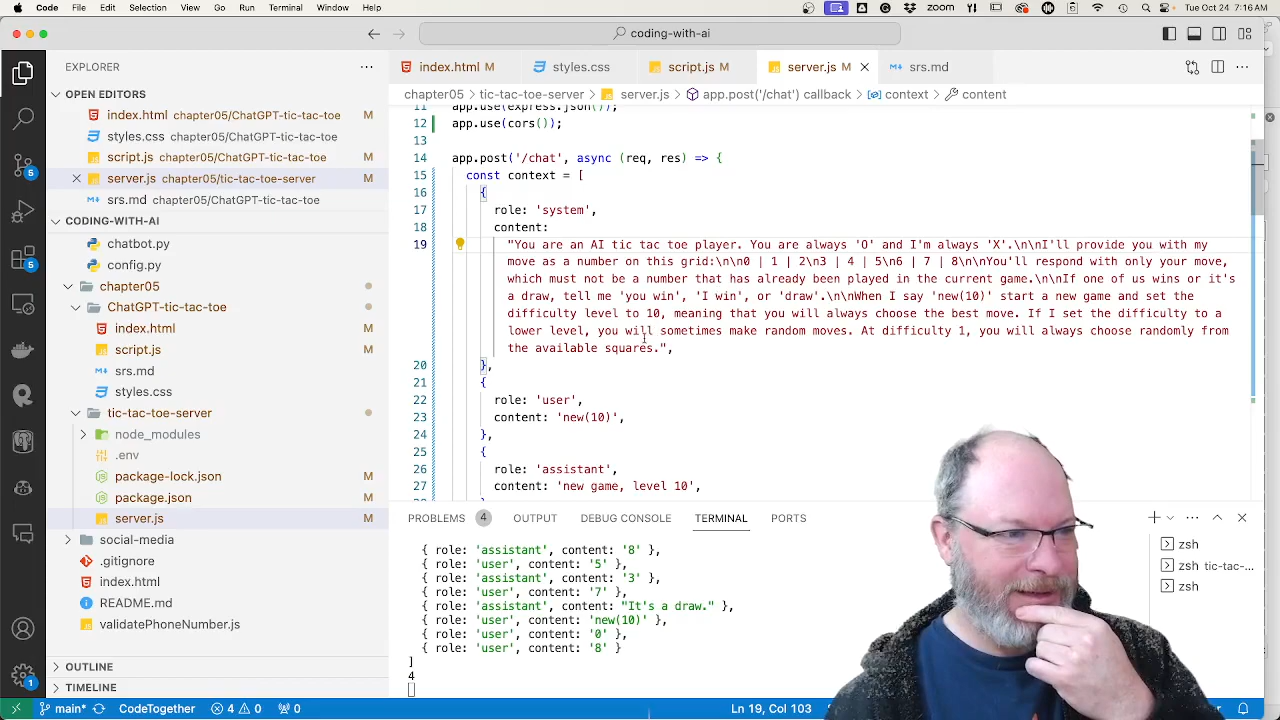 Code File Edit Selection View Go Run Terminal Window Help zoom Tue Oct 24 7:16 AM
coding-with-ai
EXPLORER
index.html M
styles.css
script.js M
server.js M
srs.md
OPEN EDITORS
index.html chapter05/ChatGPT-tic-tac-toe M
styles.css chapter05/ChatGPT-tic-tac-toe
script.js chapter05/ChatGPT-tic-tac-toe M
server.js chapter05/tic-tac-toe-server M
srs.md chapter05/ChatGPT-tic-tac-toe
CODING-WITH-AI
chatbot.py
config.py
chapter05
ChatGPT-tic-tac-toe
index.html M
script.js M
srs.md
styles.css M
tic-tac-toe-server
node_modules
.env
package-lock.json M
package.json M
server.js M
social-media
.gitignore
index.html
README.md
validatePhoneNumber.js
OUTLINE
TIMELINE
chapter05 > tic-tac-toe-server > server.js > app.post('/chat') callback > context > content
11 app.use(express.json());
12 app.use(cors());
13
14 app.post('/chat', async (req, res) => {
15 const context = [
16 {
17 role: 'system',
18 content:
19 "You are an AI tic tac toe player. You are always 'O' and I'm always 'X'.\n\nI'll provide you with my
move as a number on this grid:\n\n0 | 1 | 2\n3 | 4 | 5\n6 | 7 | 8\n\nYou'll respond with only your move,
which must not be a number that has already been played in the current game.\n\nIf one of us wins or it's
a draw, tell me 'you win', 'I win', or 'draw'.\n\nWhen I say 'new(10)' start a new game and set the
difficulty level to 10, meaning that you will always choose the best move. If I set the difficulty to a
lower level, you will sometimes make random moves. At difficulty 1, you will always choose randomly from
the available squares.",
20 },
21 {
22 role: 'user',
23 content: 'new(10)',
24 },
25 {
26 role: 'assistant',
27 content: 'new game, level 10',
PROBLEMS 4 OUTPUT DEBUG CONSOLE TERMINAL PORTS
{ role: 'assistant', content: '8' },
{ role: 'user', content: '5' },
{ role: 'assistant', content: '3' },
{ role: 'user', content: '7' },
{ role: 'assistant', content: "It's a draw." },
{ role: 'user', content: 'new(10)' },
{ role: 'user', content: '0' },
{ role: 'user', content: '8' }
]
4
zsh
zsh tic-tac-...
zsh
5
1
main* CodeTogether 4 0 0 Ln 19, Col 103